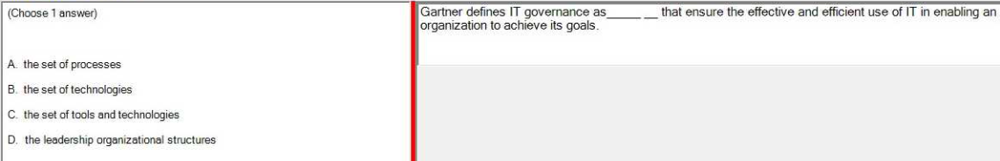 (Choose 1 answer)
A. the set of processes
B. the set of technologies
C. the set of tools and technologies
D. the leadership organizational structures
Gartner defines IT governance as______ __ that ensure the effective and efficient use of IT in enabling an
organization to achieve its goals.